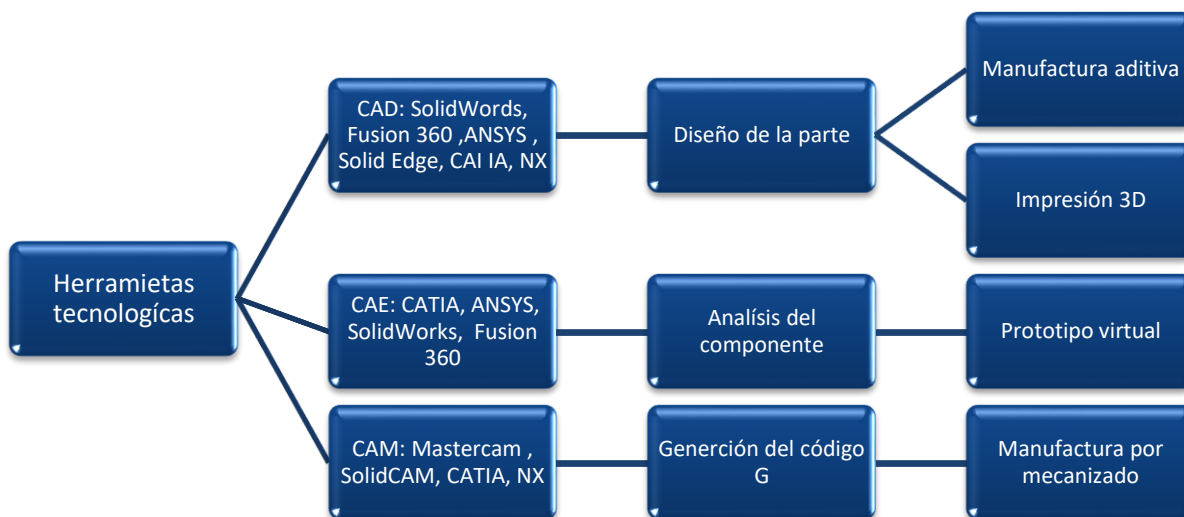 Herramietas
tecnologícas
CAD: SolidWords,
Fusion 360 ,ANSYS ,
Solid Edge, CAI IA, NX
Diseño de la parte
Manufactura aditiva
Impresión 3D
CAE: CATIA, ANSYS,
SolidWorks, Fusion
360
Analísis del
componente
Prototipo virtual
CAM: Mastercam ,
SolidCAM, CATIA, NX
Generción del código
G
Manufactura por
mecanizado